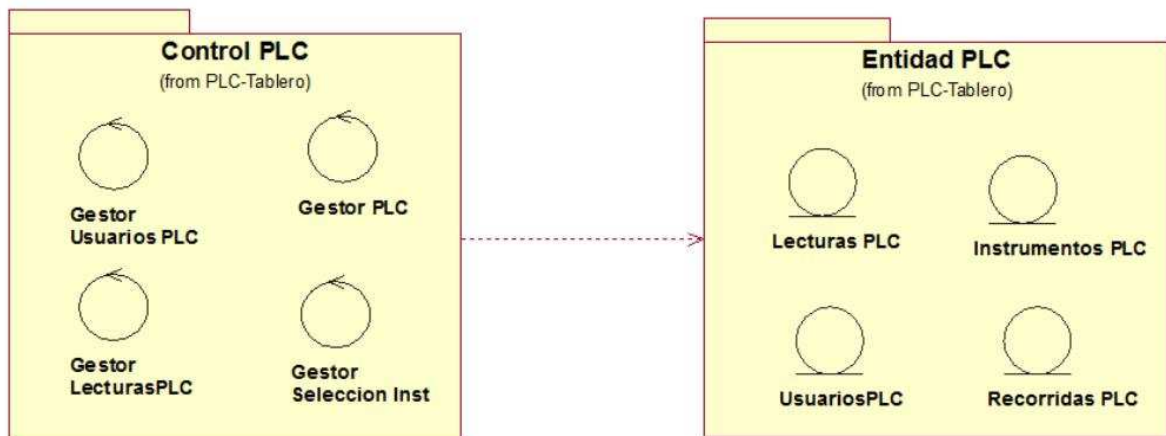 Control PLC
(from PLC-Tablero)
Gestor
Usuarios PLC
Gestor PLC
Gestor
LecturasPLC
Gestor
Seleccion Inst
Entidad PLC
(from PLC-Tablero)
Lecturas PLC
Instrumentos PLC
UsuariosPLC
Recorridas PLC